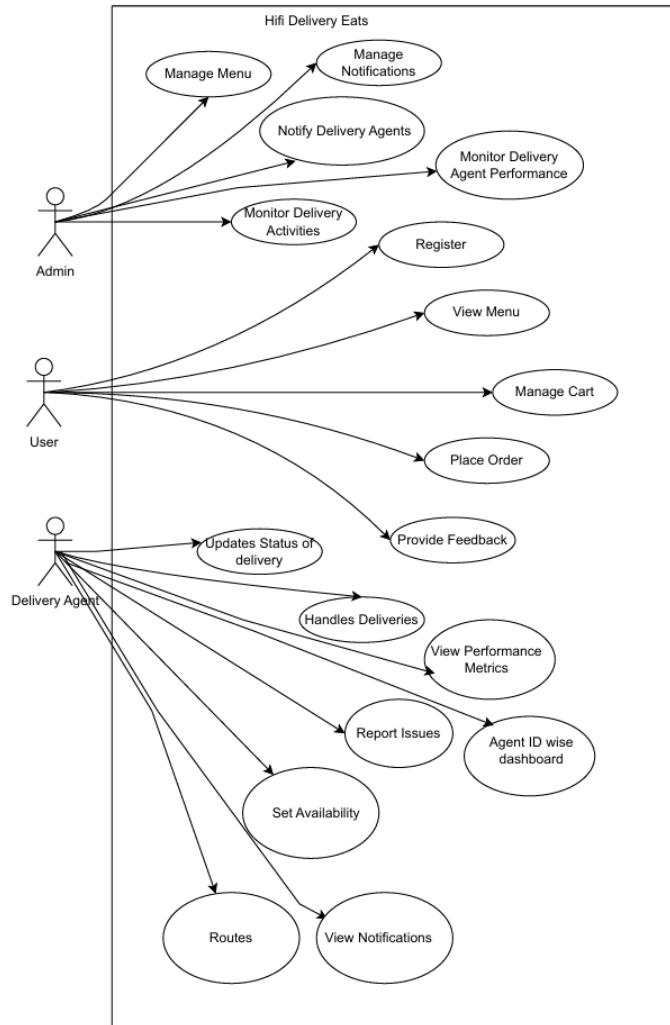 Hifi Delivery Eats
Manage
Notifications
Manage Menu
Notify Delivery Agents
Monitor Delivery
Agent Performance
Monitor Delivery
Activities
Admin
Register
View Menu
Manage Cart
User
Place Order
Provide Feedback
Updates Status of
delivery
Delivery Agent
Handles Deliveries
View Performance
Metrics
Report Issues
Agent ID wise
dashboard
Set Availability
Routes
View Notifications